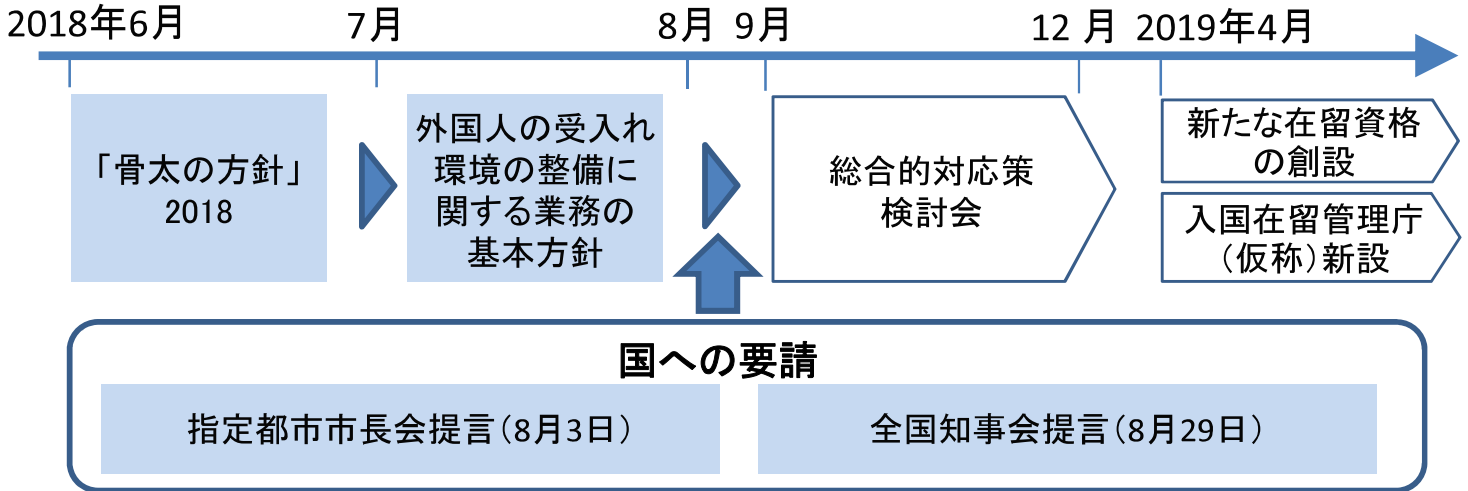 2018年6月
7月
8月
9月
12 月
2019年4月
「骨太の方針」
2018
外国人の受入れ
環境の整備に
関する業務の
基本方針
総合的対応策
検討会
新たな在留資格
の創設
入国在留管理庁
(仮称)新設
国への要請
指定都市市長会提言(8月3日)
全国知事会提言(8月29日)